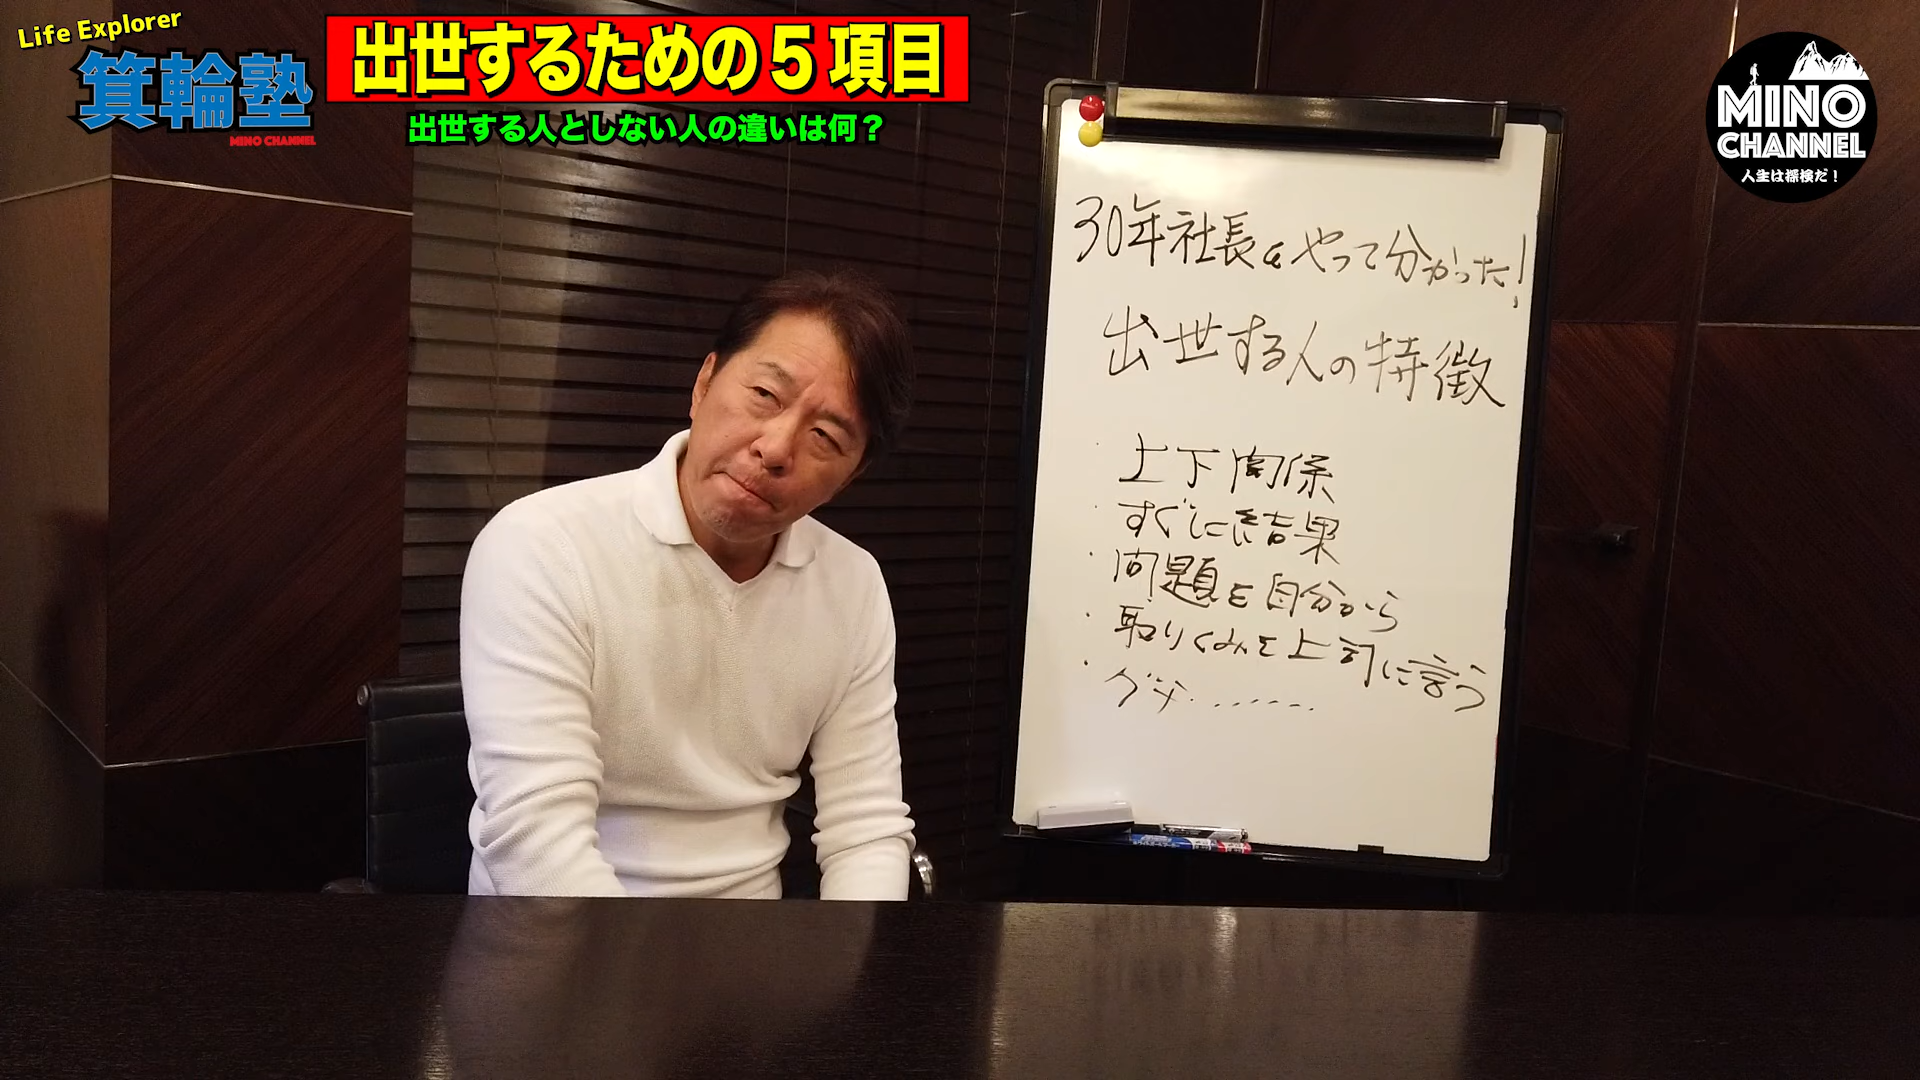 Life Explorer
箕輪塾
MINO CHANNEL
出世するための5項目
出世する人としない人の違いは何？
MINO
CHANNEL
人生は探検だ！
30年社長をやって分かった!
出世する人の特徴
・上下関係
・すぐに結果
・問題を自分から
・取りくみを上司に言う
・グチ.........